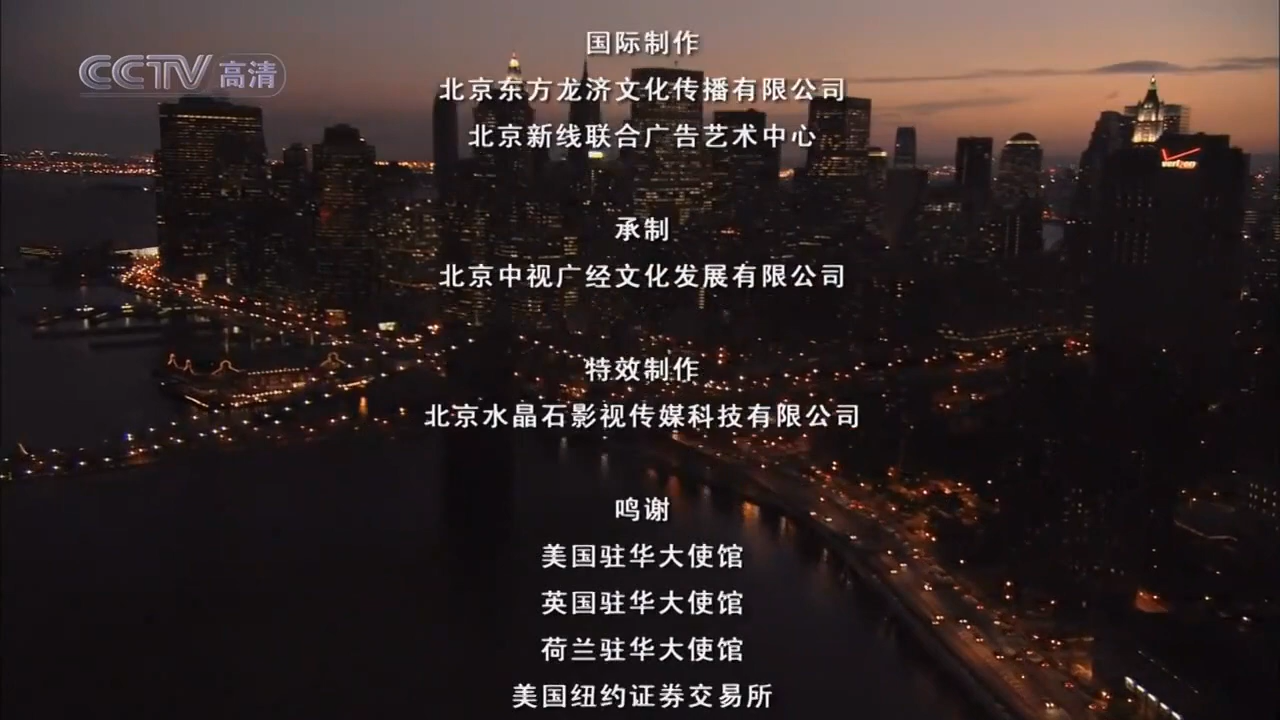 国际制作
CCTV高清
北京东方龙济文化传播有限公司
北京新线联合广告艺术中心
verizon
承制
北京中视广经文化发展有限公司
特效制作
北京水晶石影视传媒科技有限公司
鸣谢
美国驻华大使馆
英国驻华大使馆
荷兰驻华大使馆
美国纽约证券交易所